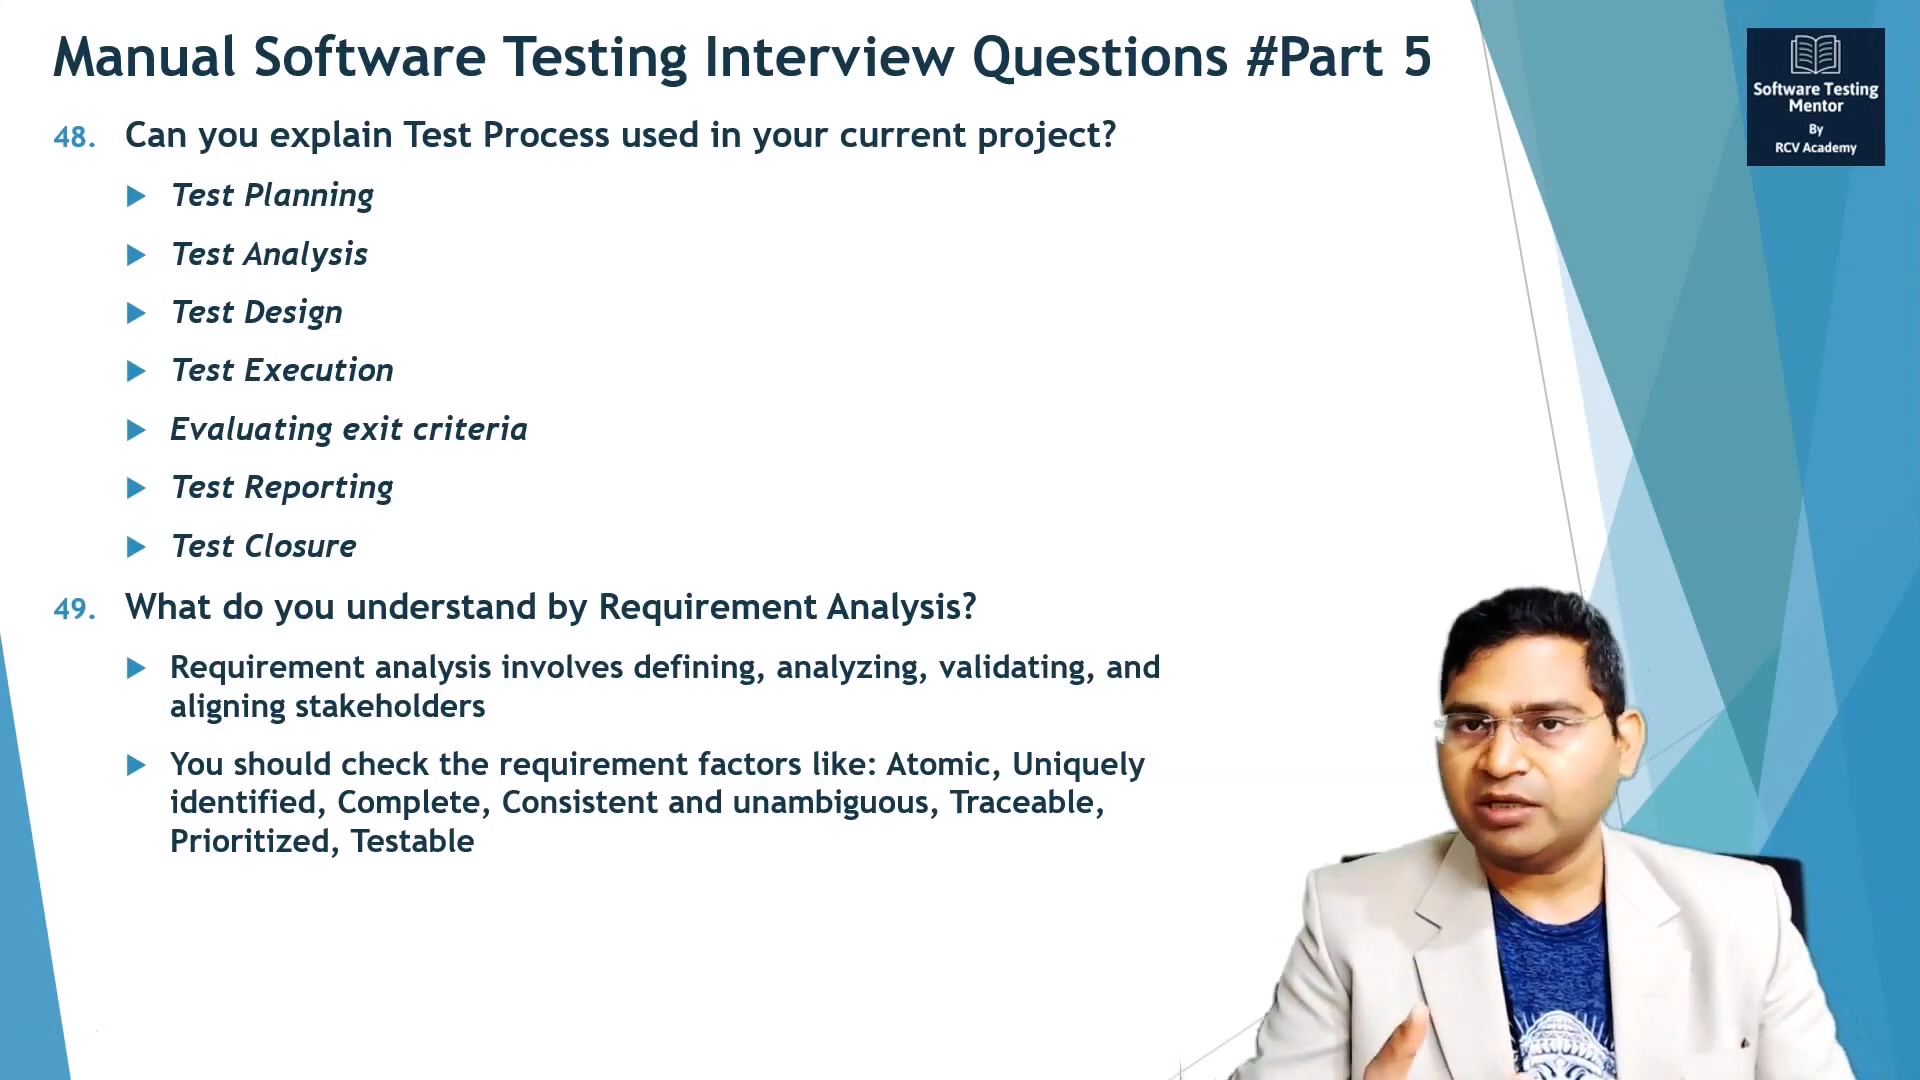 Manual Software Testing Interview Questions #Part 5
Software Testing
Mentor
By
RCV Academy
48. Can you explain Test Process used in your current project?
Test Planning
Test Analysis
Test Design
Test Execution
Evaluating exit criteria
Test Reporting
Test Closure
49. What do you understand by Requirement Analysis?
Requirement analysis involves defining, analyzing, validating, and
aligning stakeholders
You should check the requirement factors like: Atomic, Uniquely
identified, Complete, Consistent and unambiguous, Traceable,
Prioritized, Testable